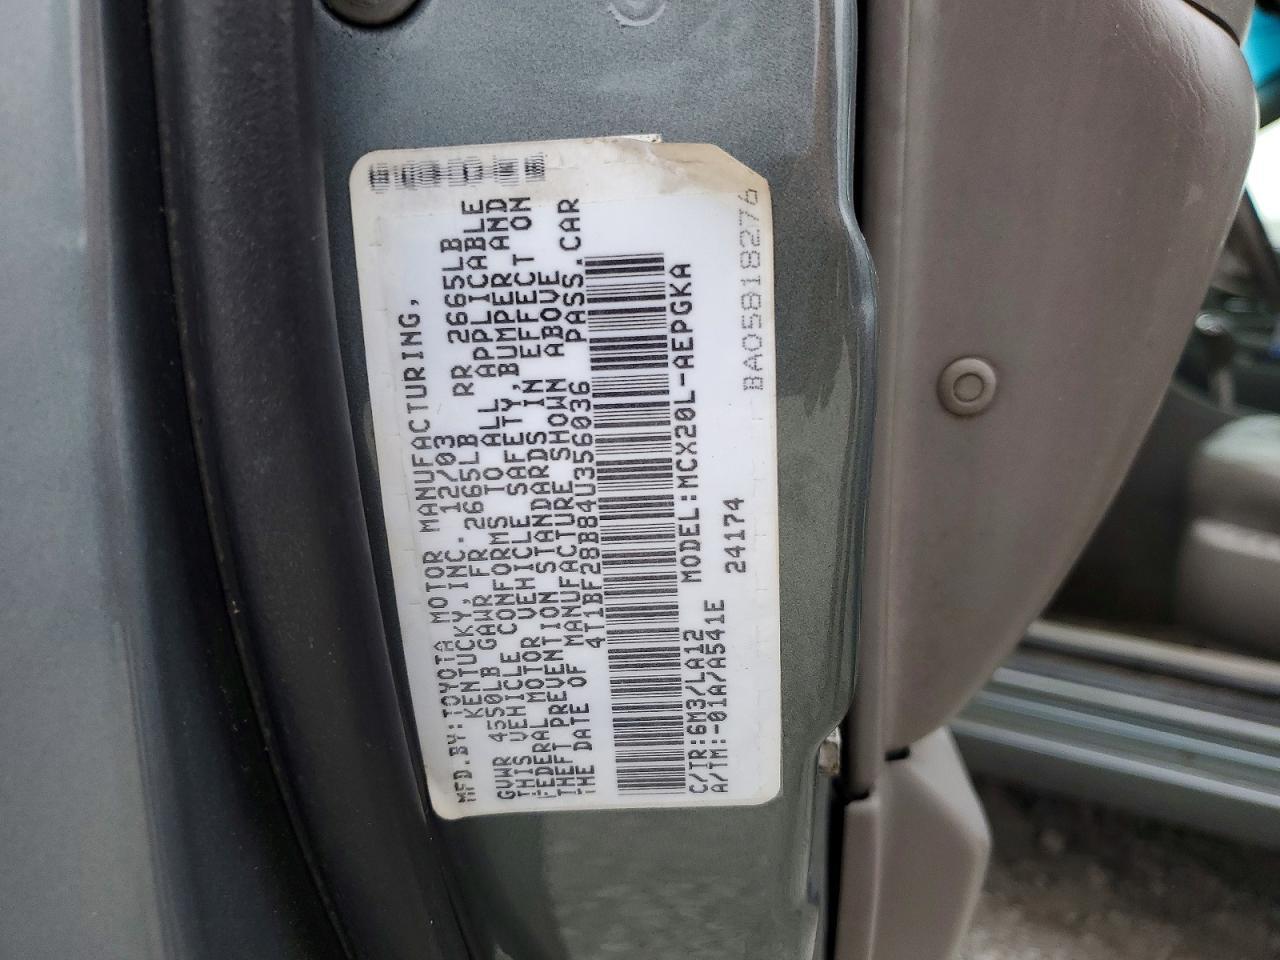 MFD.BY:TOYOTA MOTOR MANUFACTURING,
KENTUCKY, INC. 12/03
GVWR 4550LB GAWR FR 2665LB RR 2665LB
THIS VEHICLE CONFORMS TO ALL APPLICABLE
FEDERAL MOTOR VEHICLE SAFETY,BUMPER AND
THEFT PREVENTION STANDARDS IN EFFECT ON
THE DATE OF MANUFACTURE SHOWN ABOVE
4T1BF28B84U356036 PASS.CAR
MODEL:MCX20L-AEPGKA
C/TR:6M3/LA12
A/TM:-01A/A541E 24174
BA05818276